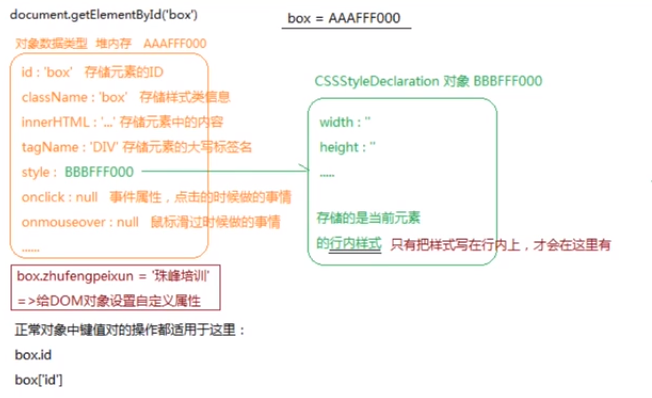 document.getElementById('box')
box = AAAFFF000
对象数据类型 堆内存 AAAFFF000
id : 'box' 存储元素的ID
className : 'box' 存储样式类信息
innerHTML : '...' 存储元素中的内容
tagName : 'DIV' 存储元素的大写标签名
style : BBBFFF000
onclick : null 事件属性，点击的时候做的事情
onmouseover : null 鼠标滑过时候做的事情
......
CSSStyleDeclaration 对象 BBBFFF000
width : ''
height : ''
.....
存储的是当前元素
的行内样式 只有把样式写在行内上，才会在这里有
box.zhufengpeixun = '珠峰培训'
=>给DOM对象设置自定义属性
正常对象中键值对的操作都适用于这里：
box.id
box['id']